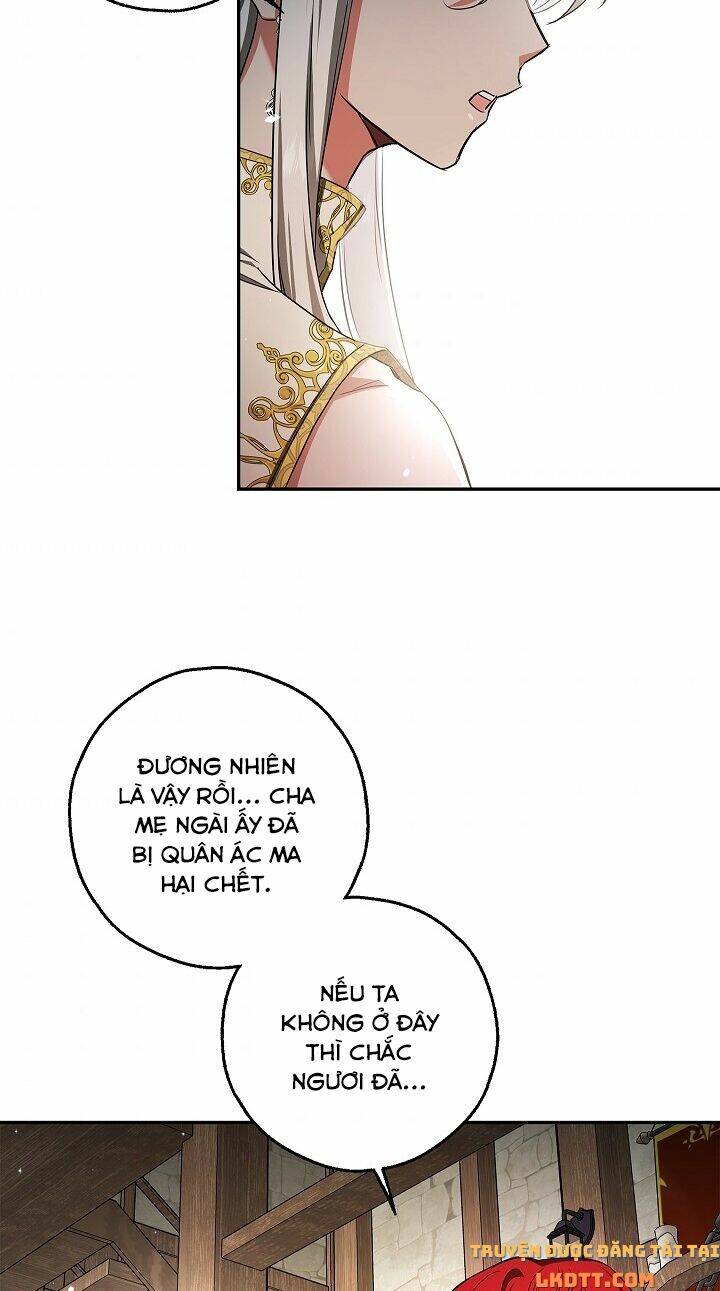 ĐƯƠNG NHIÊN
LÀ VẬY RỒI... CHA
MẸ NGÀI ẤY ĐÃ
BỊ QUÂN ÁC MA
HẠI CHẾT.
NẾU TA
KHÔNG Ở ĐÂY
THÌ CHẮC
NGƯƠI ĐÃ...
TRUYỆN ĐƯỢC ĐĂNG TẢI TẠI
LKDTT.COM